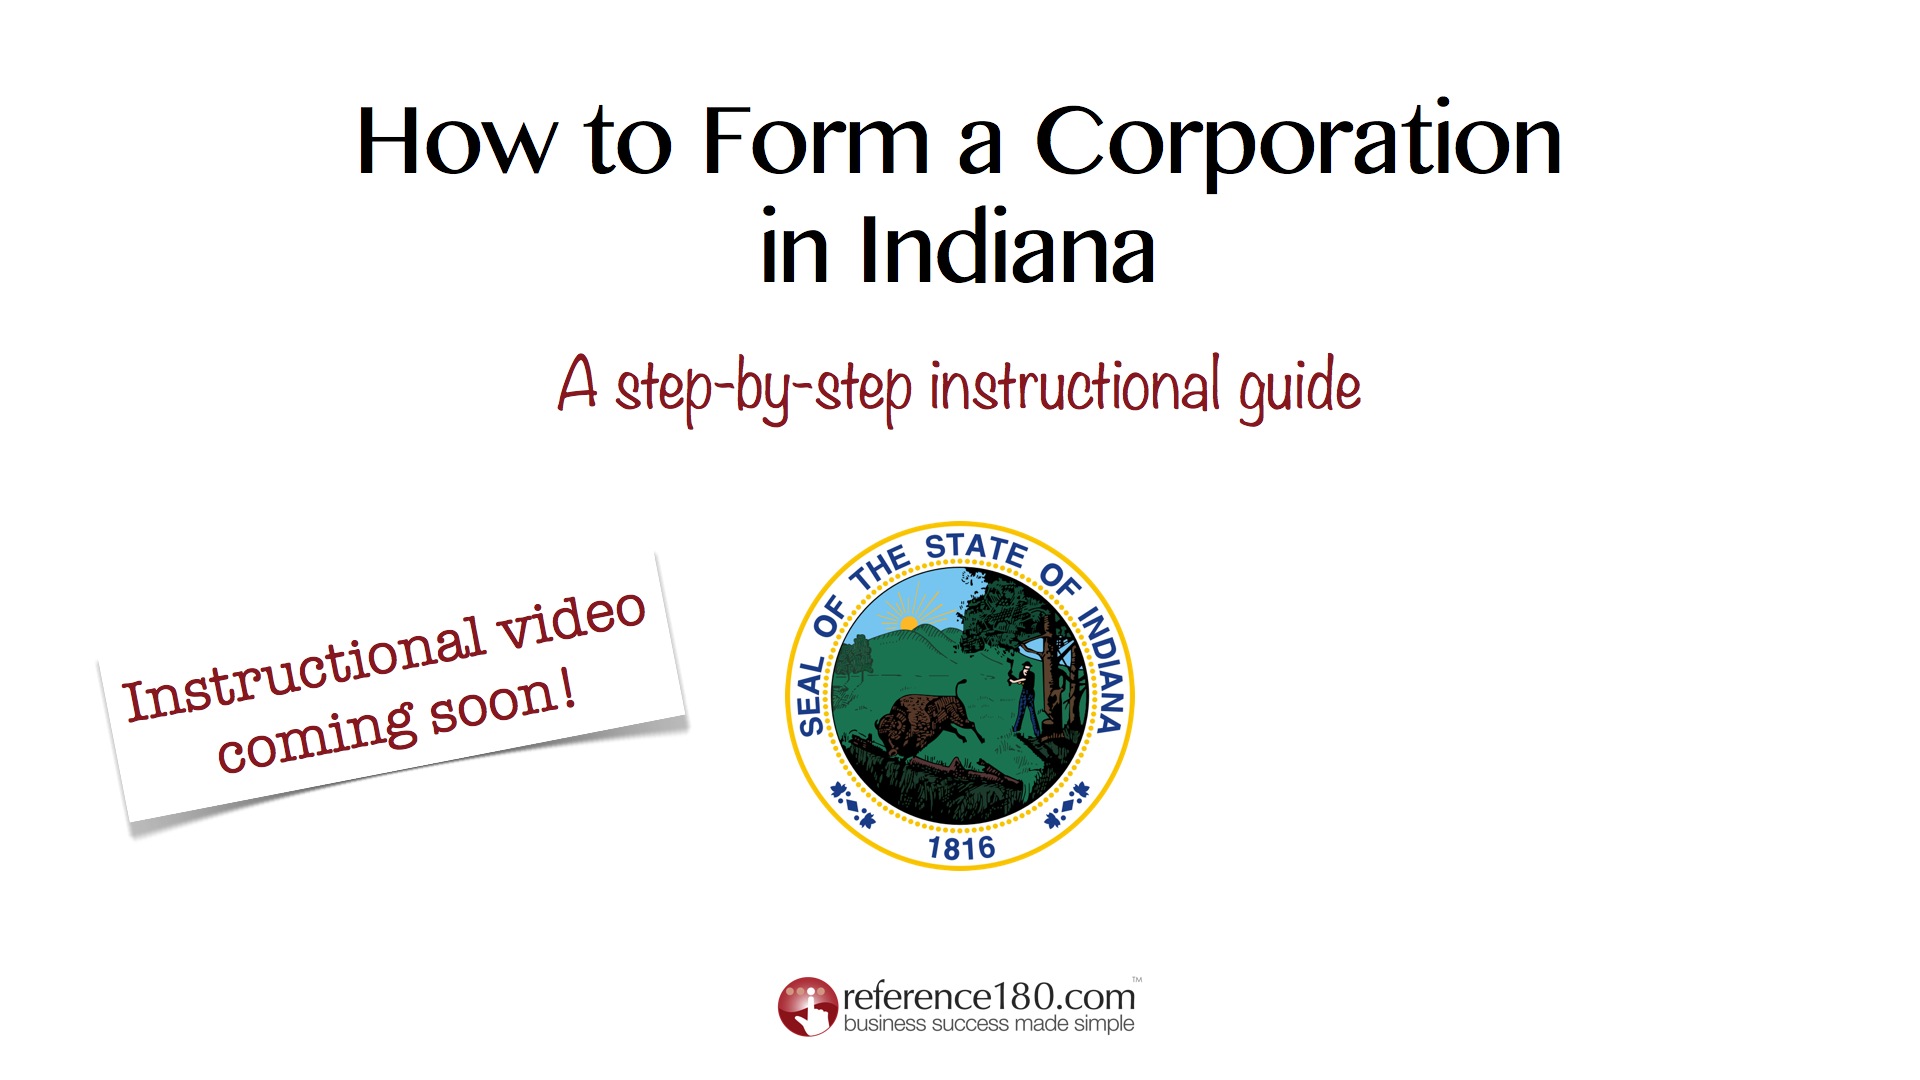 How to Form a Corporation
in Indiana
A step-by-step instructional guide
Instructional video
coming soon!
SEAL OF THE STATE OF INDIANA
1816
reference180.com™
business success made simple